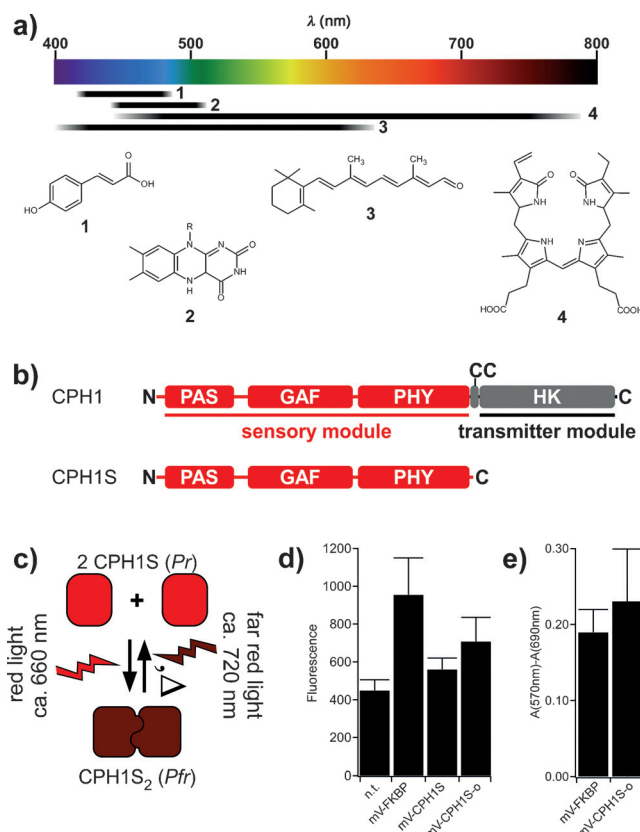 a)
λ (nm)
400 500 600 700 800
1
2
4
3
O
OH
HO
1
CH₃ CH₃
O
3
R
N N O
NH
N
H O
2
O O
NH HN
NH N
HOOC COOH
4
b)
CC
CPH1 N PAS GAF PHY HK C
sensory module transmitter module
CPH1S N PAS GAF PHY C
c)
2 CPH1S (Pr)
+
red light
ca. 660 nm
far red light
ca. 720 nm
, Δ
CPH1S₂ (Pfr)
d)
Fluorescence
1200
1000
800
600
400
200
0
n.t. mV-FKBP mV-CPH1S mV-CPH1S-o
e)
A(570nm)-A(690nm)
0.30
0.20
0.10
0.00
mV-FKBP mV-CPH1S-o